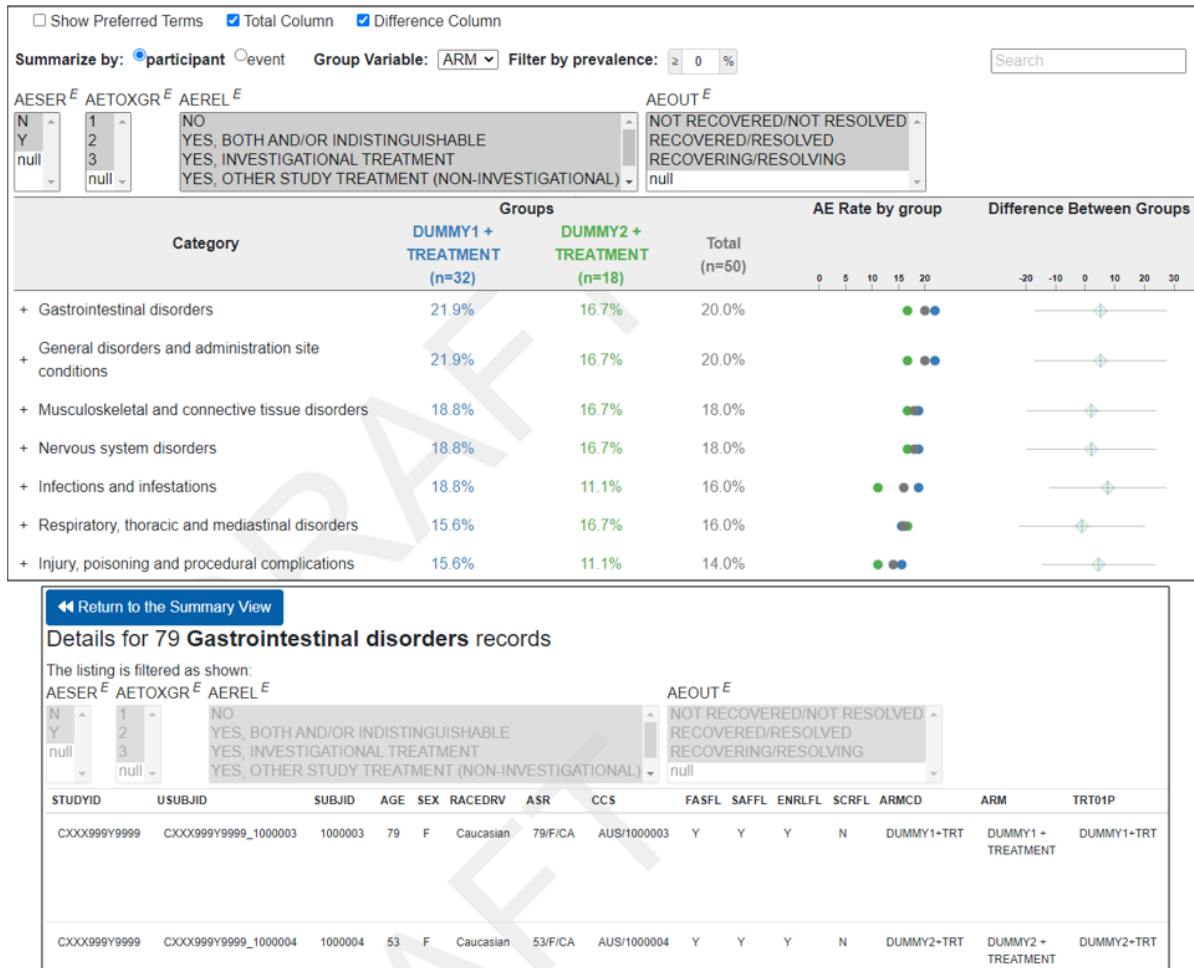 Show Preferred Terms Total Column Difference Column
Summarize by: participant event Group Variable: ARM Filter by prevalence: ≥ 0 % Search
AESER E AETOXGR E AEREL E AEOUT E
N 1 NO NOT RECOVERED/NOT RESOLVED
Y 2 YES, BOTH AND/OR INDISTINGUISHABLE RECOVERED/RESOLVED
null 3 YES, INVESTIGATIONAL TREATMENT RECOVERING/RESOLVING
null YES, OTHER STUDY TREATMENT (NON-INVESTIGATIONAL) null
Groups AE Rate by group Difference Between Groups
Category DUMMY1 + TREATMENT (n=32) DUMMY2 + TREATMENT (n=18) Total (n=50)
0 5 10 15 20 -20 -10 0 10 20 30
+ Gastrointestinal disorders 21.9% 16.7% 20.0%
+ General disorders and administration site conditions 21.9% 16.7% 20.0%
+ Musculoskeletal and connective tissue disorders 18.8% 16.7% 18.0%
+ Nervous system disorders 18.8% 16.7% 18.0%
+ Infections and infestations 18.8% 11.1% 16.0%
+ Respiratory, thoracic and mediastinal disorders 15.6% 16.7% 16.0%
+ Injury, poisoning and procedural complications 15.6% 11.1% 14.0%
DRAFT
Return to the Summary View
Details for 79 Gastrointestinal disorders records
The listing is filtered as shown:
AESER E AETOXGR E AEREL E AEOUT E
N 1 NO NOT RECOVERED/NOT RESOLVED
Y 2 YES, BOTH AND/OR INDISTINGUISHABLE RECOVERED/RESOLVED
null 3 YES, INVESTIGATIONAL TREATMENT RECOVERING/RESOLVING
null YES, OTHER STUDY TREATMENT (NON-INVESTIGATIONAL) null
STUDYID USUBJID SUBJID AGE SEX RACEDRV ASR CCS FASFL SAFFL ENRLFL SCRFL ARMCD ARM TRT01P
CXXX999Y9999 CXXX999Y9999_1000003 1000003 79 F Caucasian 79/F/CA AUS/1000003 Y Y Y N DUMMY1+TRT DUMMY1 + TREATMENT DUMMY1+TRT
CXXX999Y9999 CXXX999Y9999_1000004 1000004 53 F Caucasian 53/F/CA AUS/1000004 Y Y Y N DUMMY2+TRT DUMMY2 + TREATMENT DUMMY2+TRT